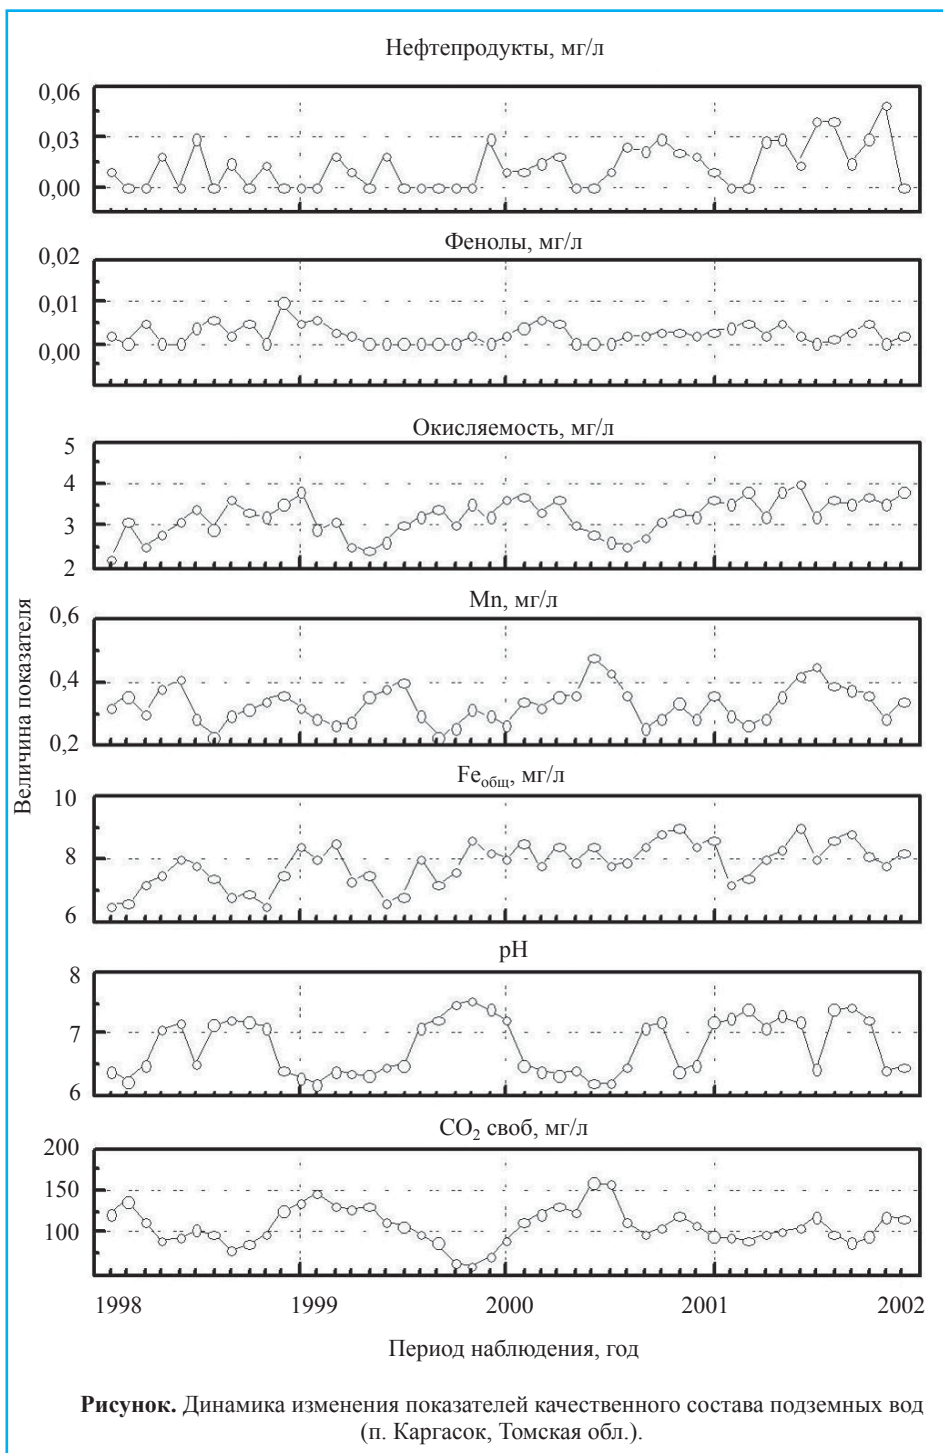 Нефтепродукты, мг/л
0,06
0,03
0,00
Фенолы, мг/л
0,02
0,01
0,00
Окисляемость, мг/л
5
4
3
2
Mn, мг/л
0,6
0,4
0,2
Величина показателя
Feобщ, мг/л
10
8
6
pH
8
7
6
CO2 своб, мг/л
200
150
100
1998 1999 2000 2001 2002
Период наблюдения, год
Рисунок. Динамика изменения показателей качественного состава подземных вод
(п. Каргасок, Томская обл.).